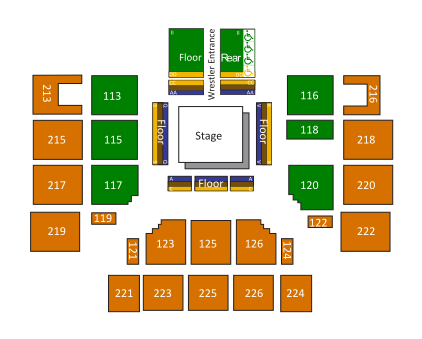 B
B
Floor
Wrestler Entrance
Rear
AA
AA
213
113
116
216
Floor
Stage
Floor
215
115
118
218
217
117
A
Floor
A
120
220
219
119
121
123
125
126
124
122
222
221
223
225
226
224